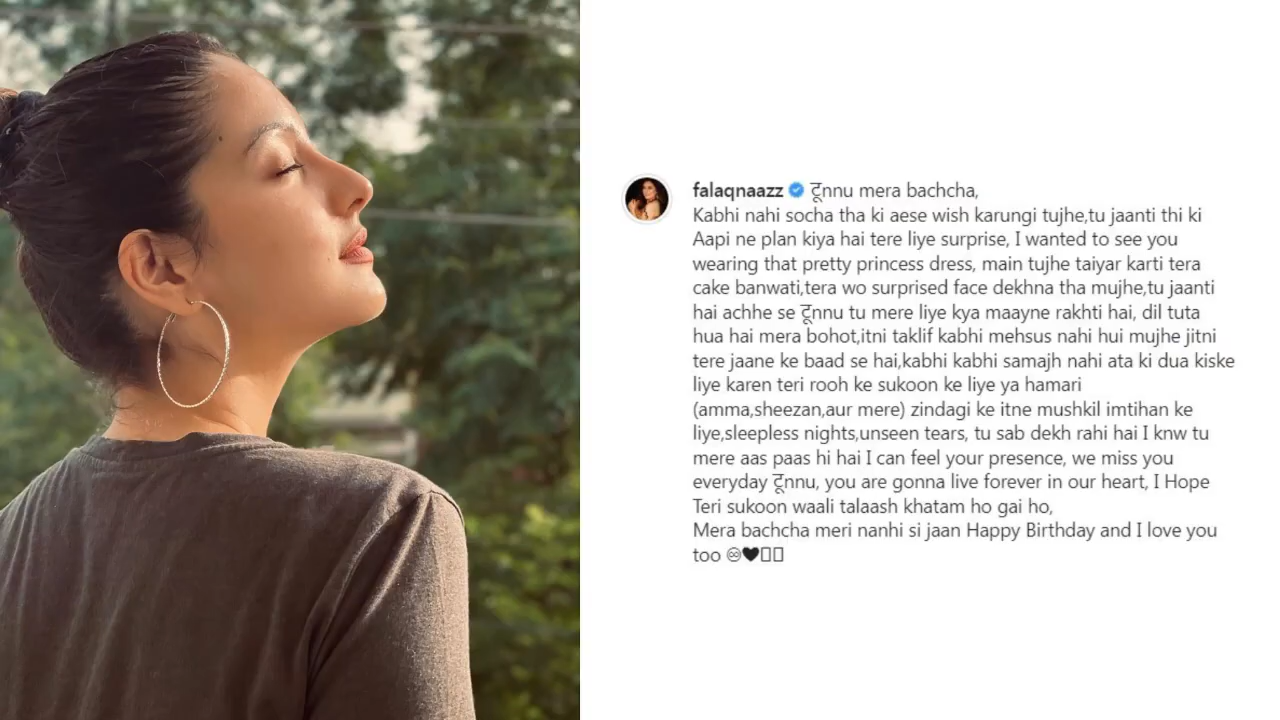 falaqnaazz टूnnu mera bachcha,
Kabhi nahi socha tha ki aese wish karungi tujhe,tu jaanti thi ki
Aapi ne plan kiya hai tere liye surprise, I wanted to see you
wearing that pretty princess dress, main tujhe taiyar karti tera
cake banwati,tera wo surprised face dekhna tha mujhe,tu jaanti
hai achhe se टूnnu tu mere liye kya maayne rakhti hai, dil tuta
hua hai mera bohot,itni taklif kabhi mehsus nahi hui mujhe jitni
tere jaane ke baad se hai,kabhi kabhi samajh nahi ata ki dua kiske
liye karen teri rooh ke sukoon ke liye ya hamari
(amma,sheezan,aur mere) zindagi ke itne mushkil imtihan ke
liye,sleepless nights,unseen tears, tu sab dekh rahi hai I knw tu
mere aas paas hi hai I can feel your presence, we miss you
everyday टूnnu, you are gonna live forever in our heart, I Hope
Teri sukoon waali talaash khatam ho gai ho,
Mera bachcha meri nanhi si jaan Happy Birthday and I love you
too ♾🖤